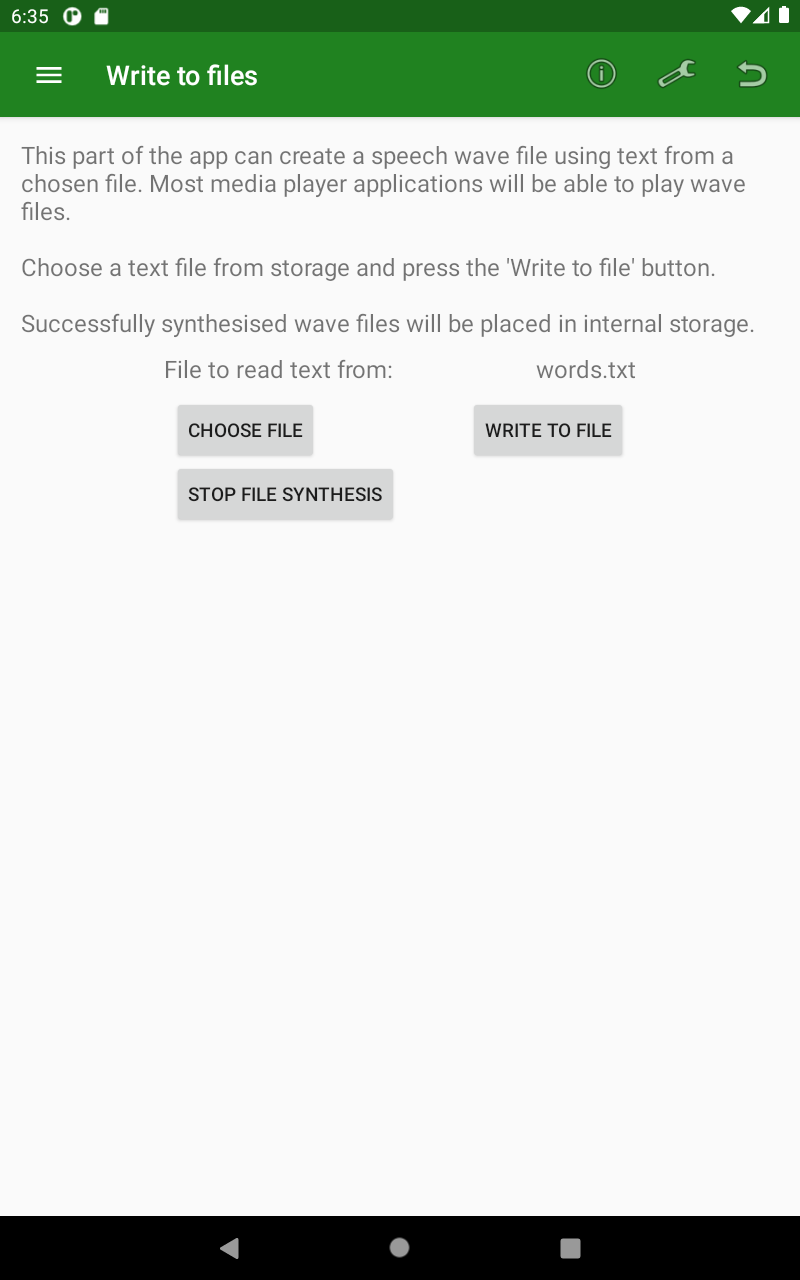 6:35
Write to files
This part of the app can create a speech wave file using text from a
chosen file. Most media player applications will be able to play wave
files.
Choose a text file from storage and press the 'Write to file' button.
Successfully synthesised wave files will be placed in internal storage.
File to read text from: words.txt
CHOOSE FILE WRITE TO FILE
STOP FILE SYNTHESIS